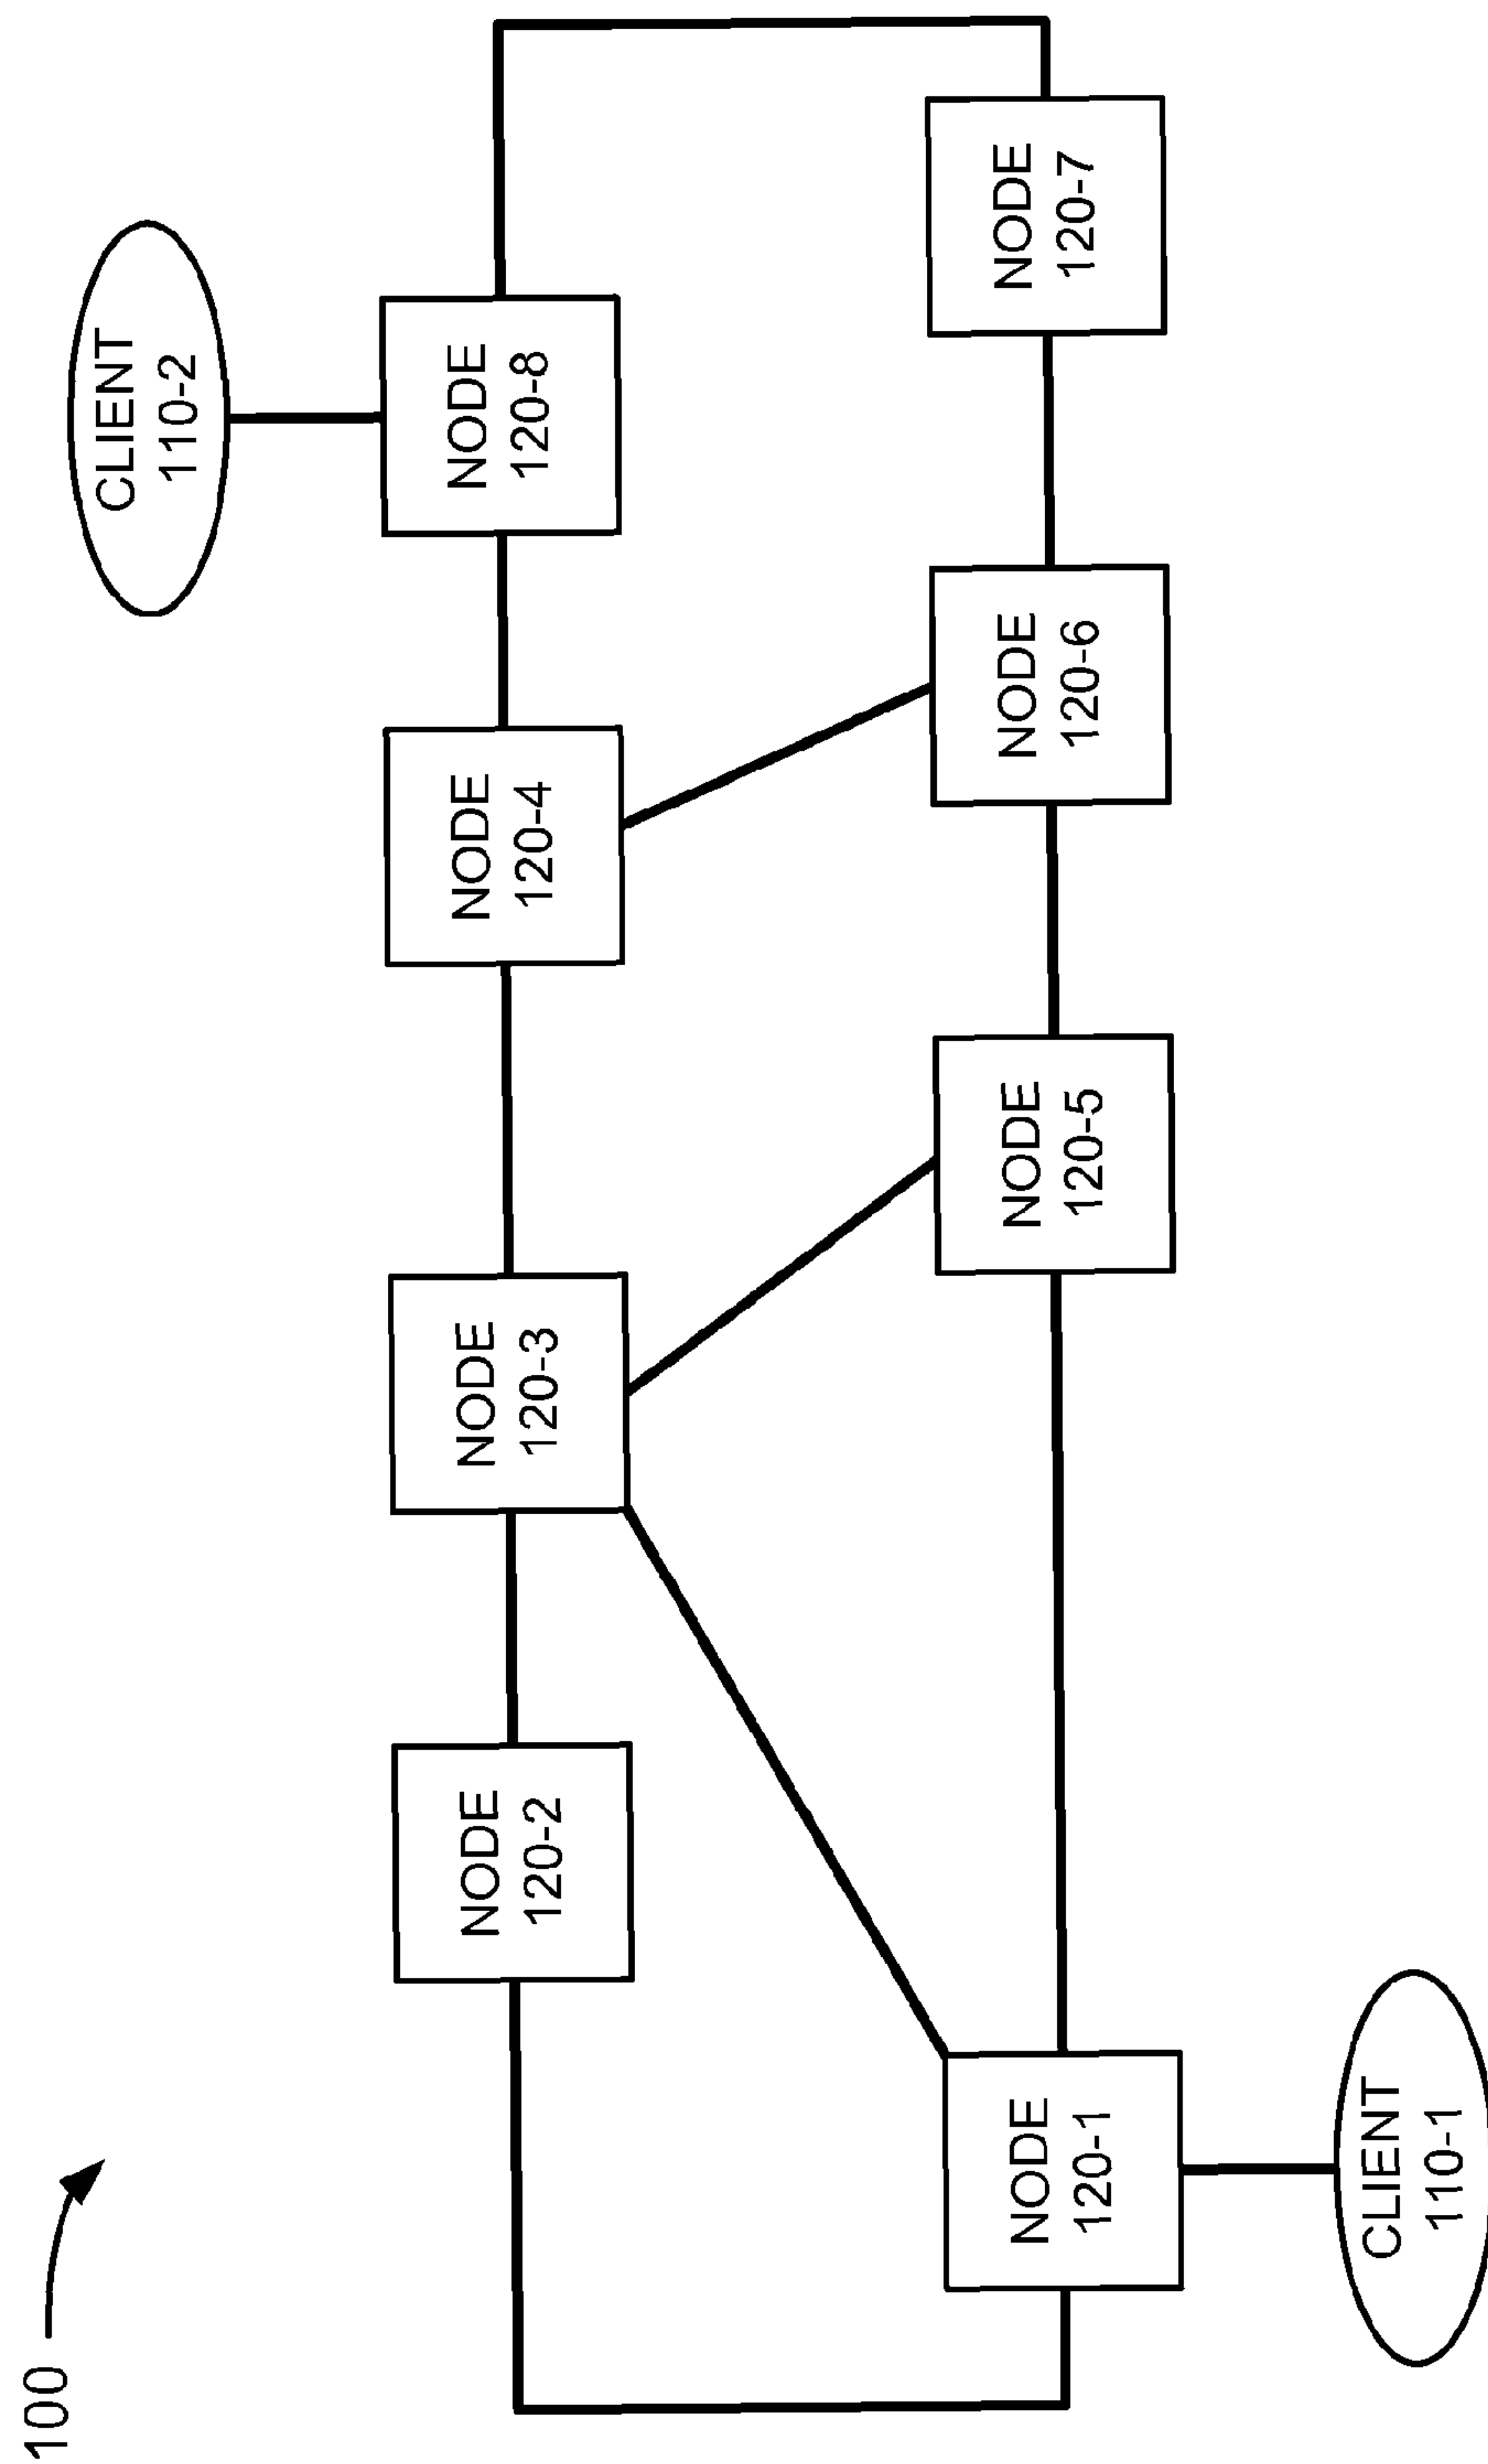 100
CLIENT
110-2
NODE
120-2
NODE
120-3
NODE
120-4
NODE
120-8
NODE
120-1
NODE
120-5
NODE
120-6
NODE
120-7
CLIENT
110-1